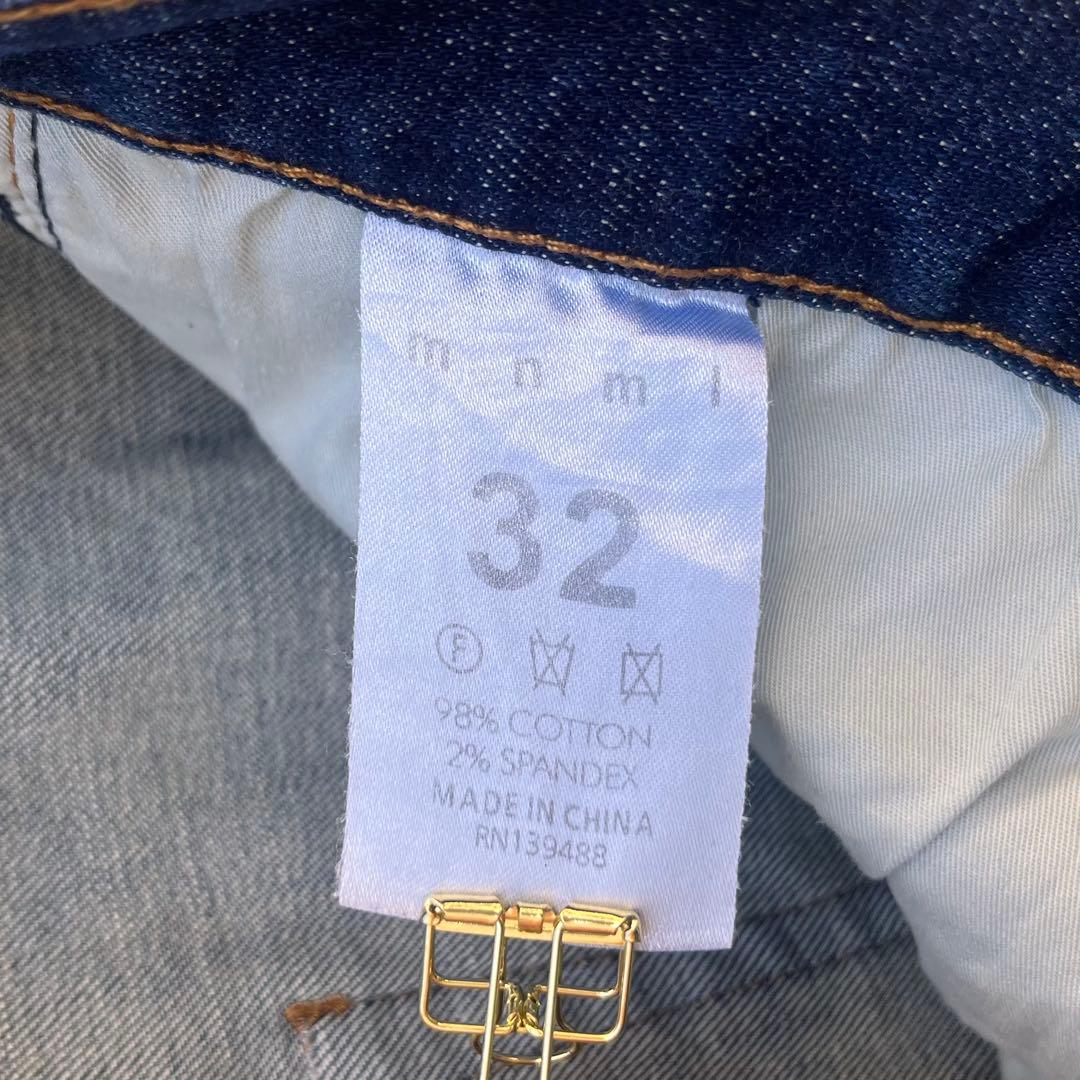 m n m l
32
F
98% COTTON
2% SPANDEX
MADE IN CHINA
RN139488